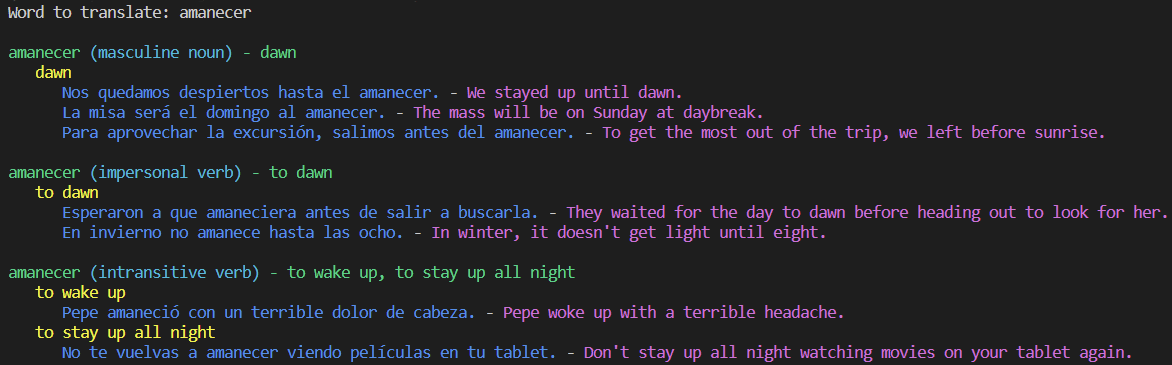 Word to translate: amanecer
amanecer (masculine noun) - dawn
dawn
Nos quedamos despiertos hasta el amanecer. - We stayed up until dawn.
La misa será el domingo al amanecer. - The mass will be on Sunday at daybreak.
Para aprovechar la excursión, salimos antes del amanecer. - To get the most out of the trip, we left before sunrise.
amanecer (impersonal verb) - to dawn
to dawn
Esperaron a que amaneciera antes de salir a buscarla. - They waited for the day to dawn before heading out to look for her.
En invierno no amanece hasta las ocho. - In winter, it doesn't get light until eight.
amanecer (intransitive verb) - to wake up, to stay up all night
to wake up
Pepe amaneció con un terrible dolor de cabeza. - Pepe woke up with a terrible headache.
to stay up all night
No te vuelvas a amanecer viendo películas en tu tablet. - Don't stay up all night watching movies on your tablet again.